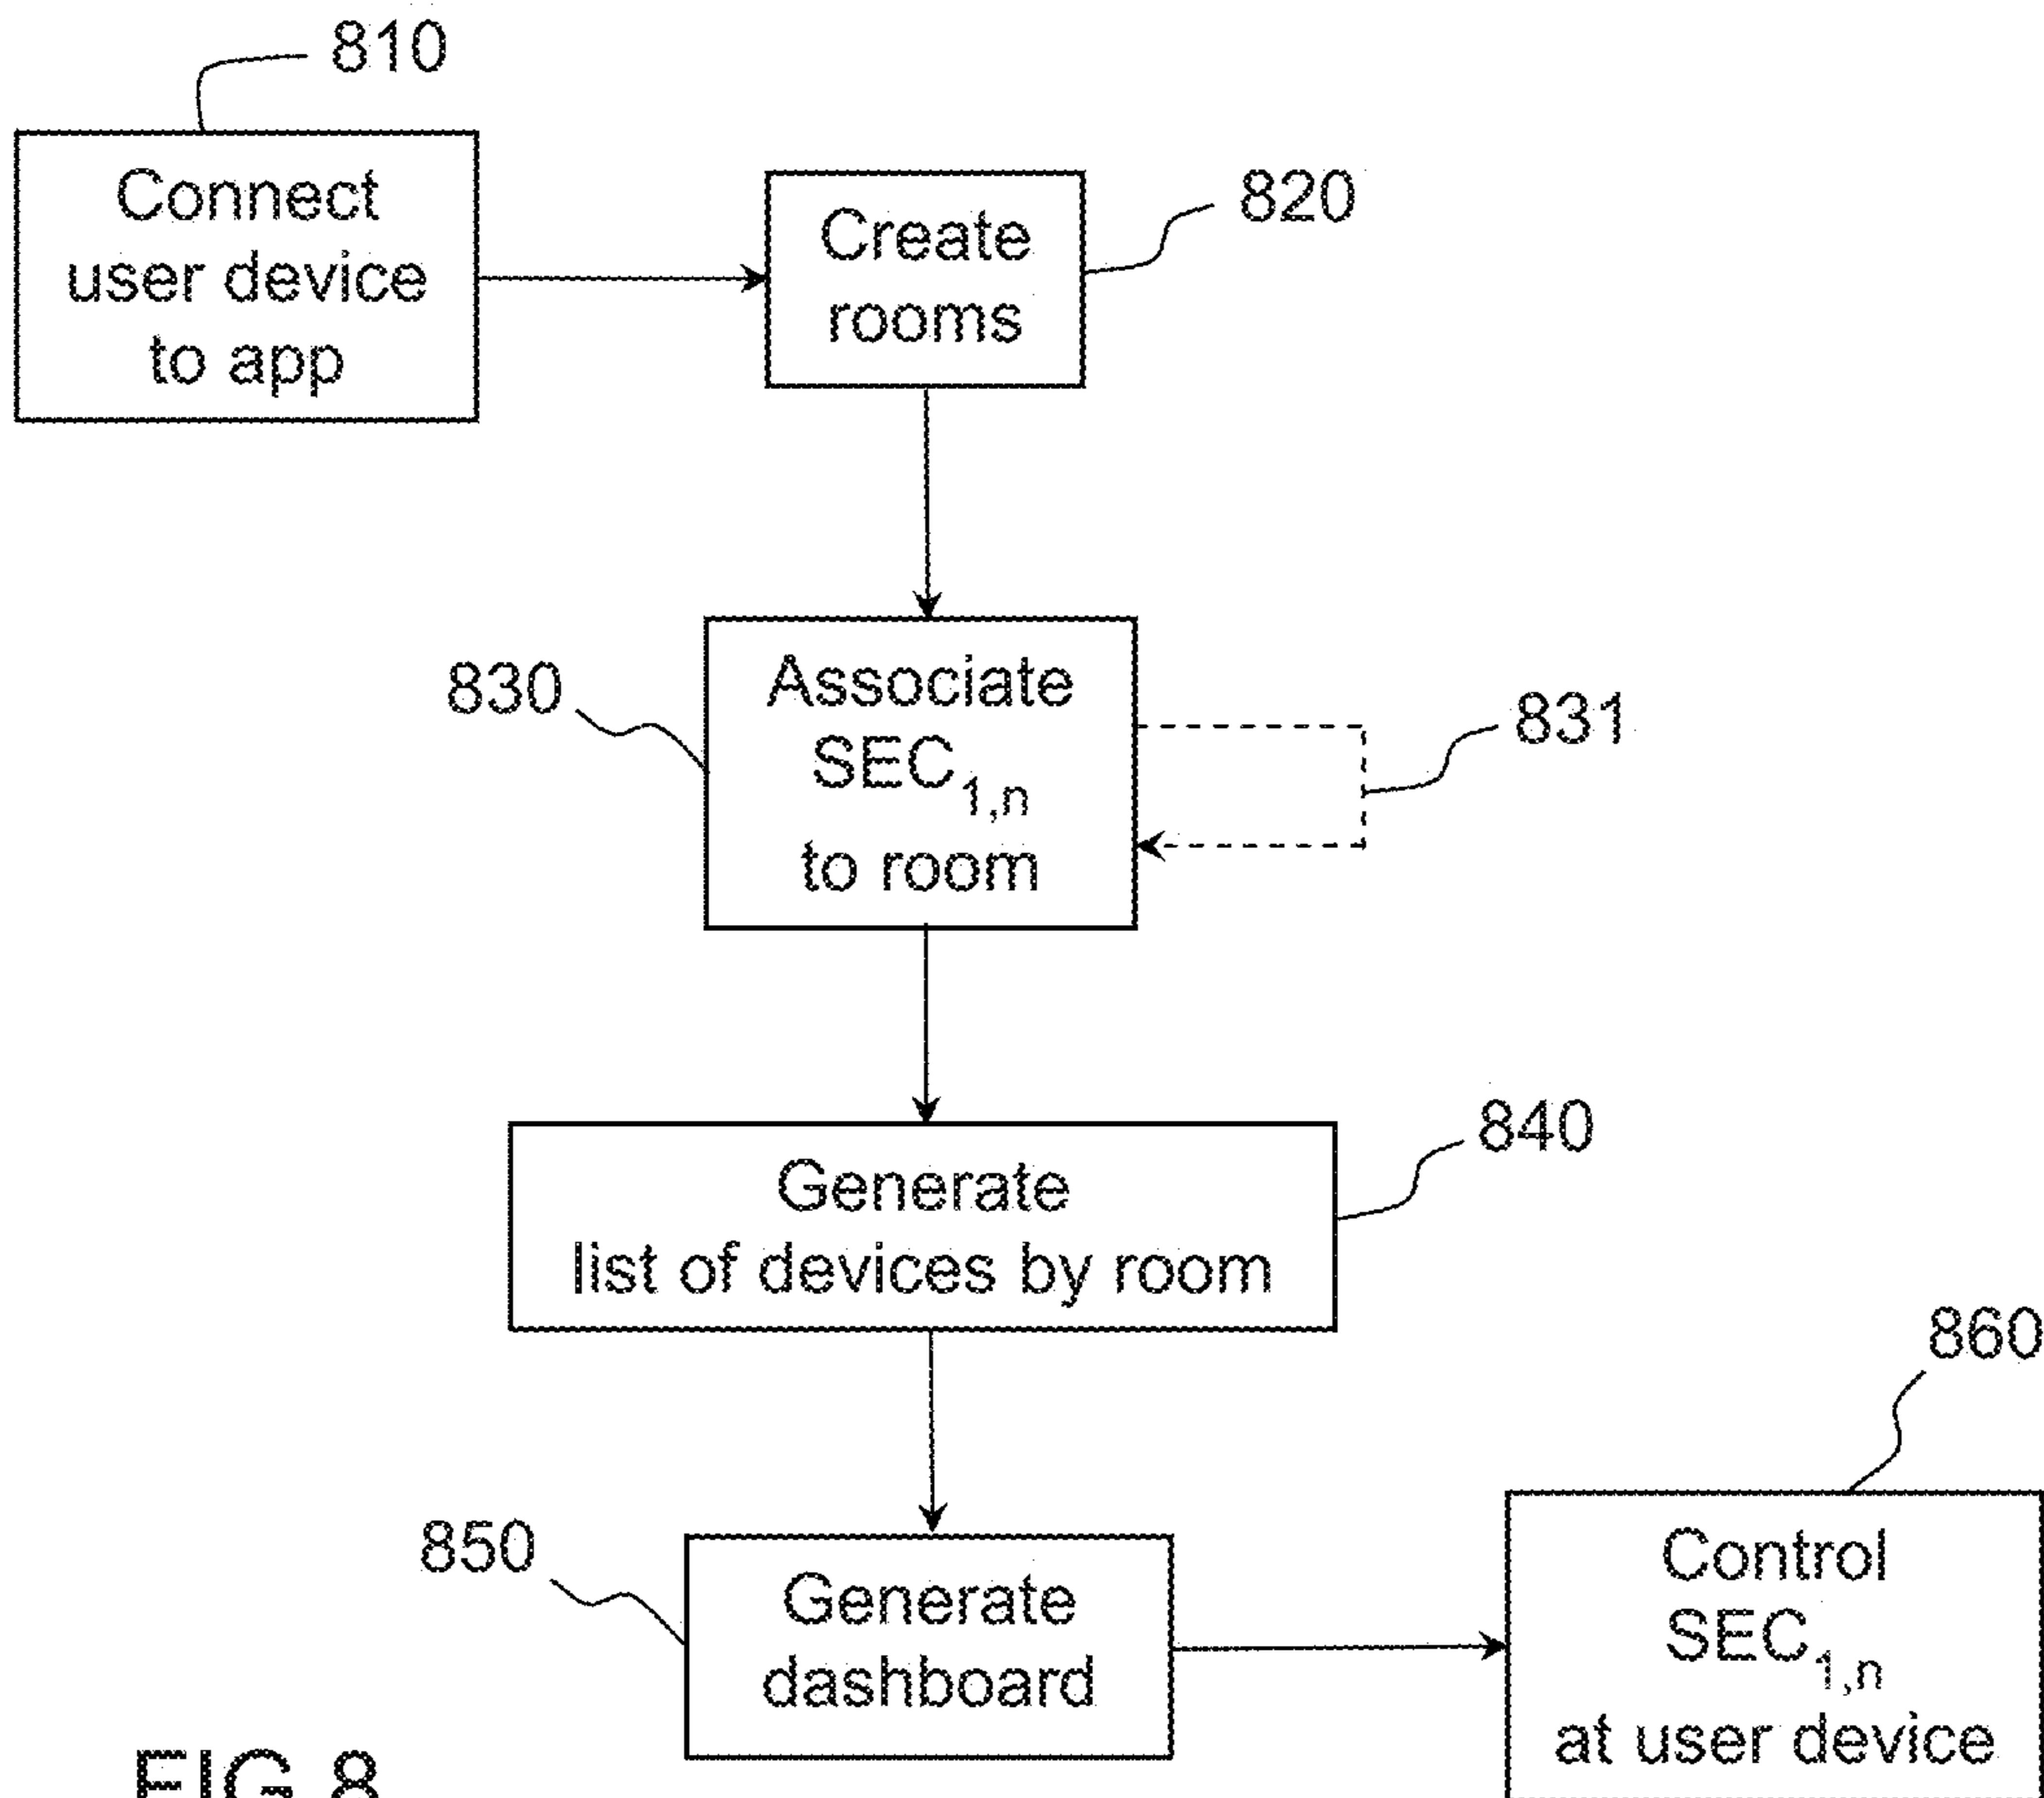 810
Connect
user device
to app
Create
rooms
820
830
Associate
SEC1,n
to room
831
Generate
list of devices by room
840
850
Generate
dashboard
860
Control
SEC1,n
at user device
FIG 8